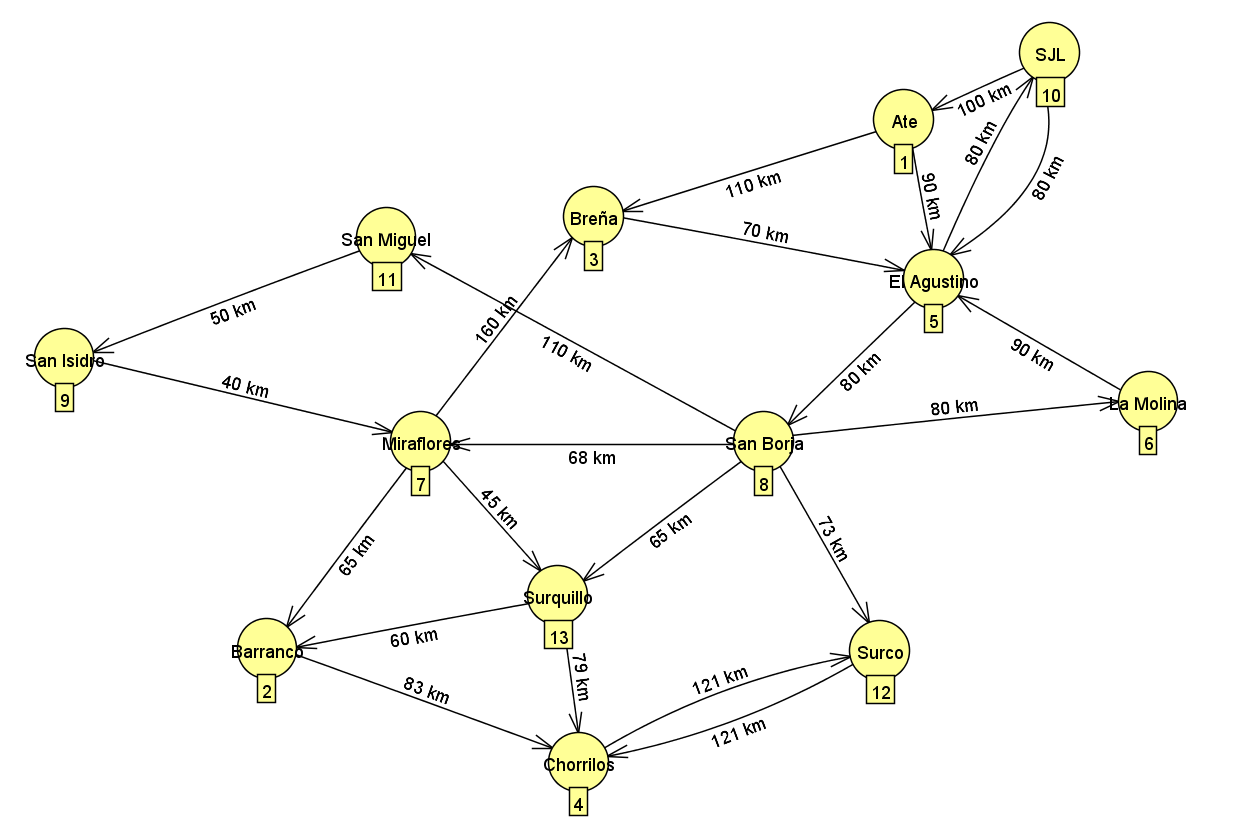 SJL
10
100 km
Ate
1
80 km
90 km
80 km
110 km
Breña
3
70 km
San Miguel
11
El Agustino
5
50 km
160 km
110 km
San Isidro
9
40 km
80 km
90 km
La Molina
6
80 km
Miraflores
7
68 km
San Borja
8
45 km
65 km
73 km
65 km
Surquillo
13
60 km
Barranco
2
79 km
Surco
12
83 km
121 km
121 km
Chorrilos
4